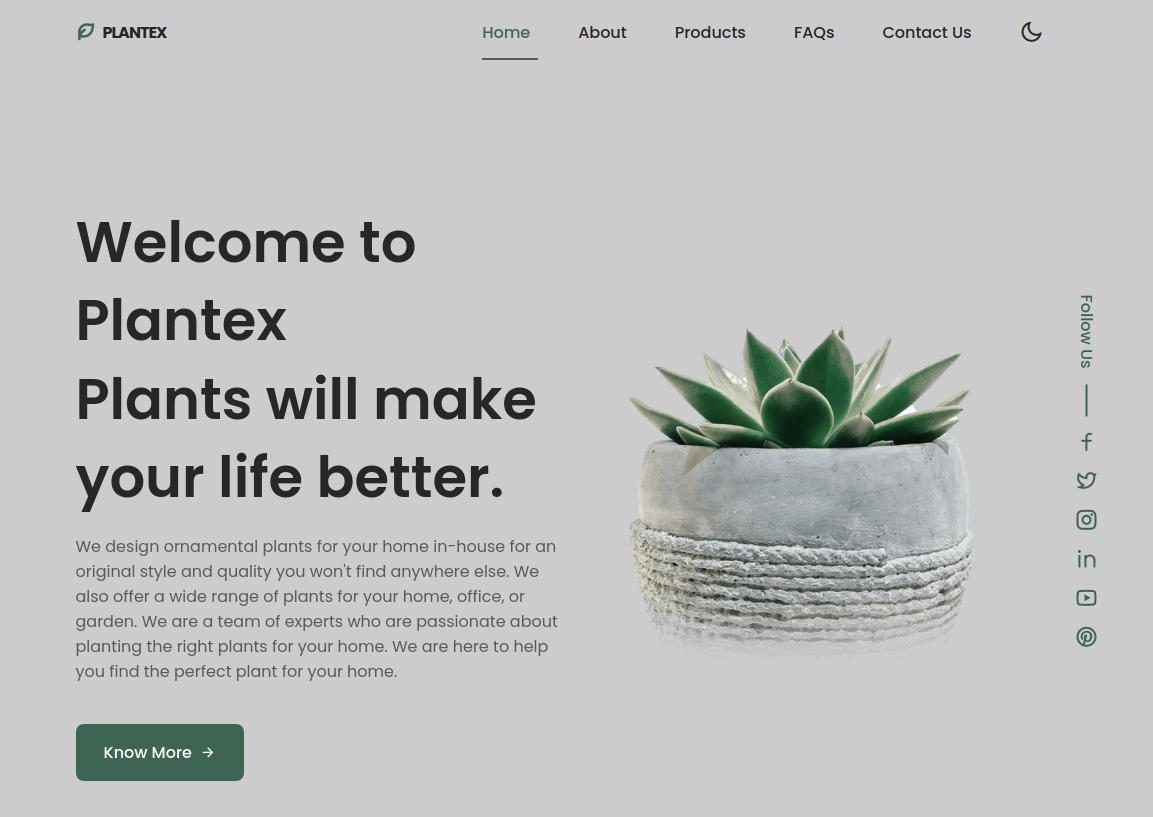 PLANTEX
Home
About
Products
FAQs
Contact Us
Welcome to
Plantex
Plants will make
your life better.
We design ornamental plants for your home in-house for an
original style and quality you won't find anywhere else. We
also offer a wide range of plants for your home, office, or
garden. We are a team of experts who are passionate about
planting the right plants for your home. We are here to help
you find the perfect plant for your home.
Know More
Follow Us